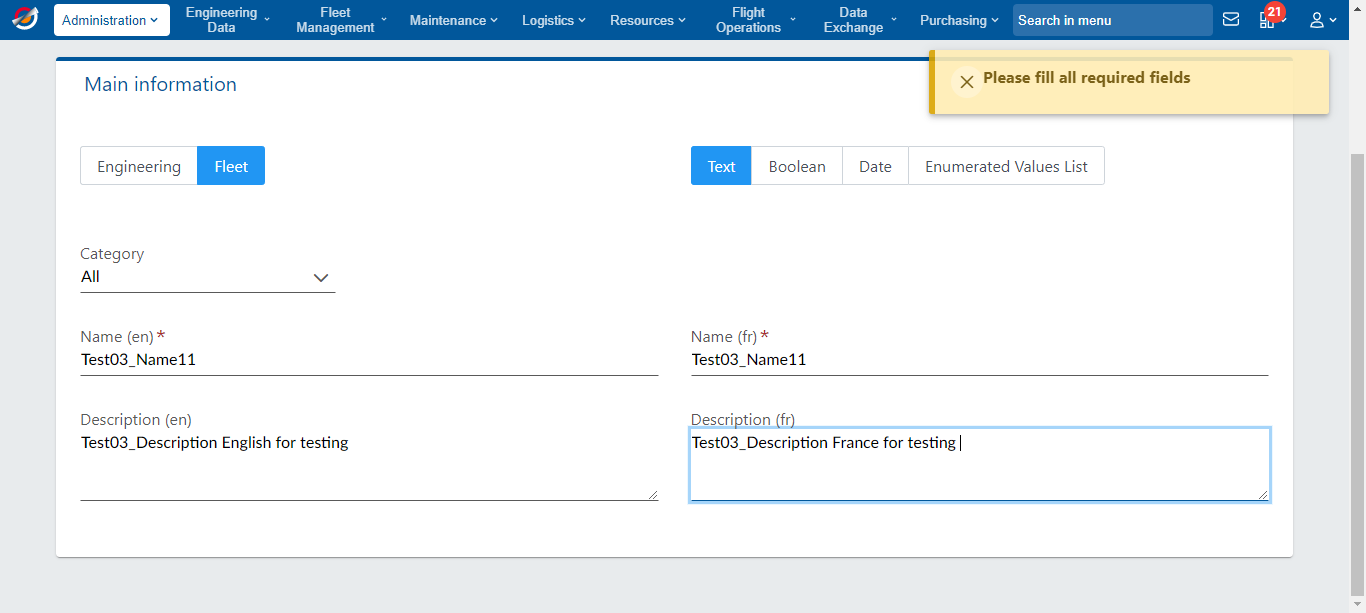 Administration
Engineering
Data
Fleet
Management
Maintenance
Logistics
Resources
Flight
Operations
Data
Exchange
Purchasing
Search in menu
21
Please fill all required fields
Main information
Engineering Fleet
Text Boolean Date Enumerated Values List
Category
All
Name (en) *
Test03_Name11
Name (fr) *
Test03_Name11
Description (en)
Test03_Description English for testing
Description (fr)
Test03_Description France for testing